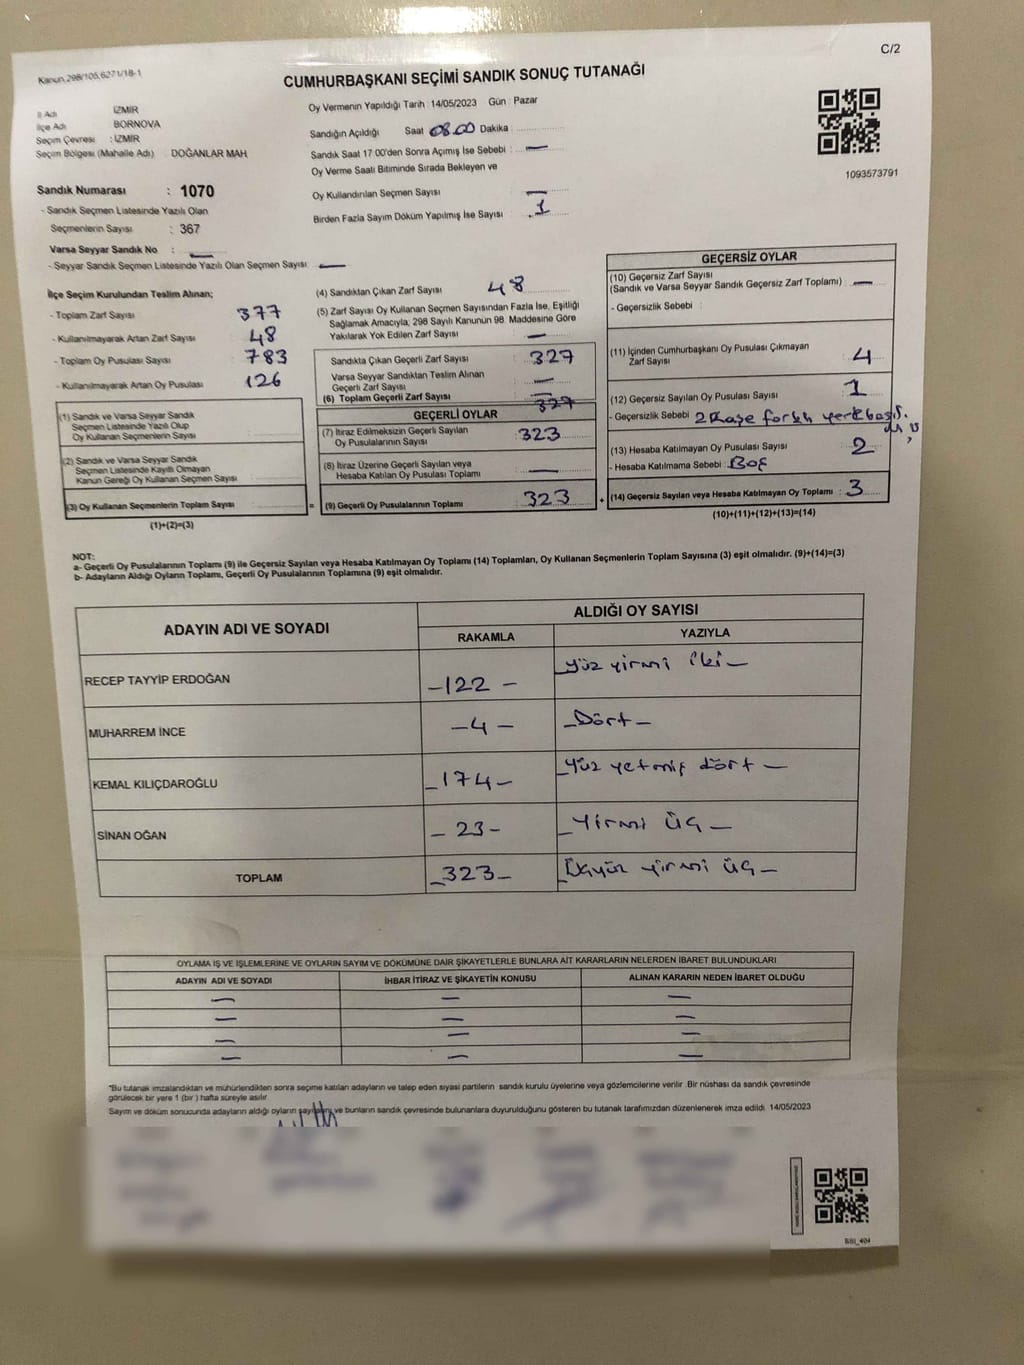 C/2
Kanun 298/105,6271/18-1
CUMHURBAŞKANI SEÇİMİ SANDIK SONUÇ TUTANAĞI
İl Adı İZMİR
İlçe Adı BORNOVA
Seçim Çevresi : İZMİR
Seçim Bölgesi (Mahalle Adı) DOĞANLAR MAH
Sandık Numarası : 1070
- Sandık Seçmen Listesinde Yazılı Olan
Seçmenlerin Sayısı : 367
Varsa Seyyar Sandık No : —
- Seyyar Sandık Seçmen Listesinde Yazılı Olan Seçmen Sayısı —
Oy Vermenin Yapıldığı Tarih : 14/05/2023 Gün : Pazar
Sandığın Açıldığı Saat 08.00 Dakika :
Sandık Saat 17:00'den Sonra Açımış İse Sebebi : —
Oy Verme Saati Bitiminde Sırada Bekleyen ve
Oy Kullandırılan Seçmen Sayısı —
Birden Fazla Sayım Döküm Yapılmış İse Sayısı : 1
1093573791
İlçe Seçim Kurulundan Teslim Alınan;
- Toplam Zarf Sayısı 377
- Kullanılmayarak Artan Zarf Sayısı 48
- Toplam Oy Pusulası Sayısı 783
- Kullanılmayarak Artan Oy Pusulası 126
(1) Sandık ve Varsa Seyyar Sandık
Seçmen Listesinde Yazılı Olup
Oy Kullanan Seçmenlerin Sayısı
(2) Sandık ve Varsa Seyyar Sandık
Seçmen Listesinde Kayıtlı Olmayan
Kanun Gereği Oy Kullanan Seçmen Sayısı
(3) Oy Kullanan Seçmenlerin Toplam Sayısı =
(1)+(2)=(3)
(4) Sandıktan Çıkan Zarf Sayısı 48
(5) Zarf Sayısı Oy Kullanan Seçmen Sayısından Fazla İse, Eşitliği
Sağlamak Amacıyla; 298 Sayılı Kanunun 98. Maddesine Göre
Yakılarak Yok Edilen Zarf Sayısı —
Sandıkta Çıkan Geçerli Zarf Sayısı 327
Varsa Seyyar Sandıktan Teslim Alınan
Geçerli Zarf Sayısı —
(6) Toplam Geçerli Zarf Sayısı 327
GEÇERLİ OYLAR
(7) İtiraz Edilmeksizin Geçerli Sayılan
Oy Pusulalarının Sayısı : 323
(8) İtiraz Üzerine Geçerli Sayılan veya
Hesaba Katılan Oy Pusulası Toplamı —
(9) Geçerli Oy Pusulalarının Toplamı 323 +
GEÇERSİZ OYLAR
(10) Geçersiz Zarf Sayısı
(Sandık ve Varsa Seyyar Sandık Geçersiz Zarf Toplamı) —
- Geçersizlik Sebebi :
(11) İçinden Cumhurbaşkanı Oy Pusulası Çıkmayan
Zarf Sayısı 4
(12) Geçersiz Sayılan Oy Pusulası Sayısı 1
- Geçersizlik Sebebi 2 kaşe farklı yerk
(13) Hesaba Katılmayan Oy Pusulası Sayısı 2
- Hesaba Katılmama Sebebi : Boş
(14) Geçersiz Sayılan veya Hesaba Katılmayan Oy Toplamı : 3
(10)+(11)+(12)+(13)=(14)
NOT:
a- Geçerli Oy Pusulalarının Toplamı (9) ile Geçersiz Sayılan veya Hesaba Katılmayan Oy Toplamı (14) Toplamları, Oy Kullanan Seçmenlerin Toplam Sayısına (3) eşit olmalıdır. (9)+(14)=(3)
b- Adayların Aldığı Oyların Toplamı, Geçerli Oy Pusulalarının Toplamına (9) eşit olmalıdır.
ADAYIN ADI VE SOYADI ALDIĞI OY SAYISI
RAKAMLA YAZIYLA
RECEP TAYYİP ERDOĞAN –122 – Yüz yirmi iki –
MUHARREM İNCE –4 – –Dört –
KEMAL KILIÇDAROĞLU –174 – –Yüz yetmiş dört –
SİNAN OĞAN – 23 – –Yirmi üç –
TOPLAM –323 – –Üçyüz yirmi üç –
OYLAMA İŞ VE İŞLEMLERİNE VE OYLARIN SAYIM VE DÖKÜMÜNE DAİR ŞİKAYETLERLE BUNLARA AİT KARARLARIN NELERDEN İBARET BULUNDUKLARI
ADAYIN ADI VE SOYADI İHBAR İTİRAZ VE ŞİKAYETİN KONUSU ALINAN KARARIN NEDEN İBARET OLDUĞU
— — —
— — —
— — —
— — —
*Bu tutanak imzalandıktan ve mühürlendikten sonra seçime katılan adayların ve talep eden siyasi partilerin sandık kurulu üyelerine veya gözlemcilerine verilir. Bir nüshası da sandık çevresinde
görülecek bir yere 1 (bir ) hafta süreyle asılır
Sayım ve döküm sonucunda adayların aldığı oyların sayılarını ve bunların sandık çevresinde bulunanlara duyurulduğunu gösteren bu tutanak tarafımızdan düzenlenerek imza edildi. 14/05/2023